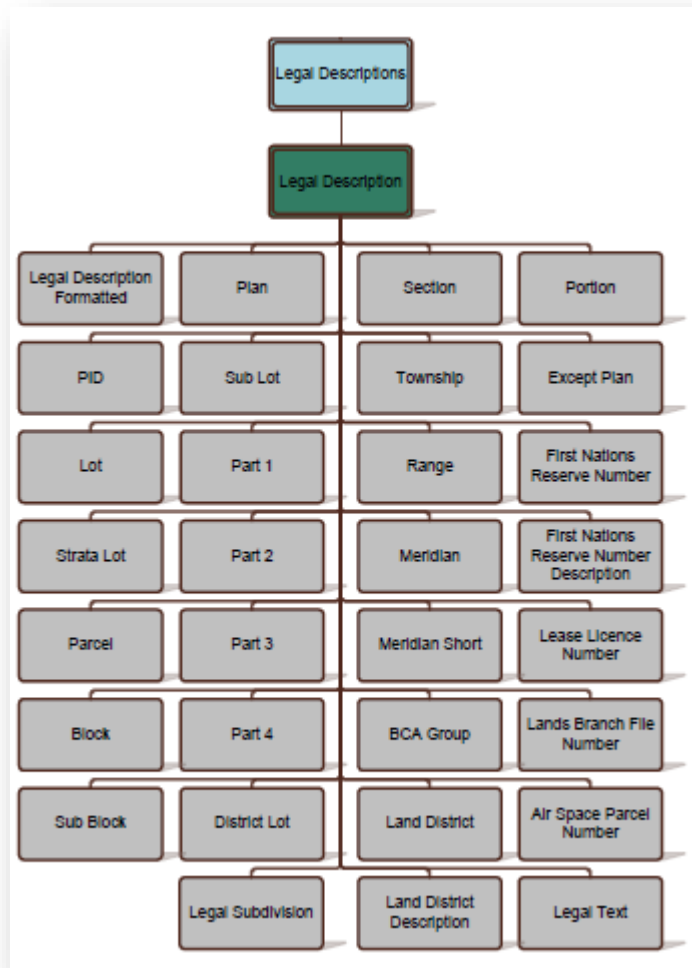 Legal Descriptions
Legal Description
Legal Description
Formatted
Plan
Section
Portion
PID
Sub Lot
Township
Except Plan
Lot
Part 1
Range
First Nations
Reserve Number
Strata Lot
Part 2
Meridian
First Nations
Reserve Number
Description
Parcel
Part 3
Meridian Short
Lease Licence
Number
Block
Part 4
BCA Group
Lands Branch File
Number
Sub Block
District Lot
Land District
Air Space Parcel
Number
Legal Subdivision
Land District
Description
Legal Text